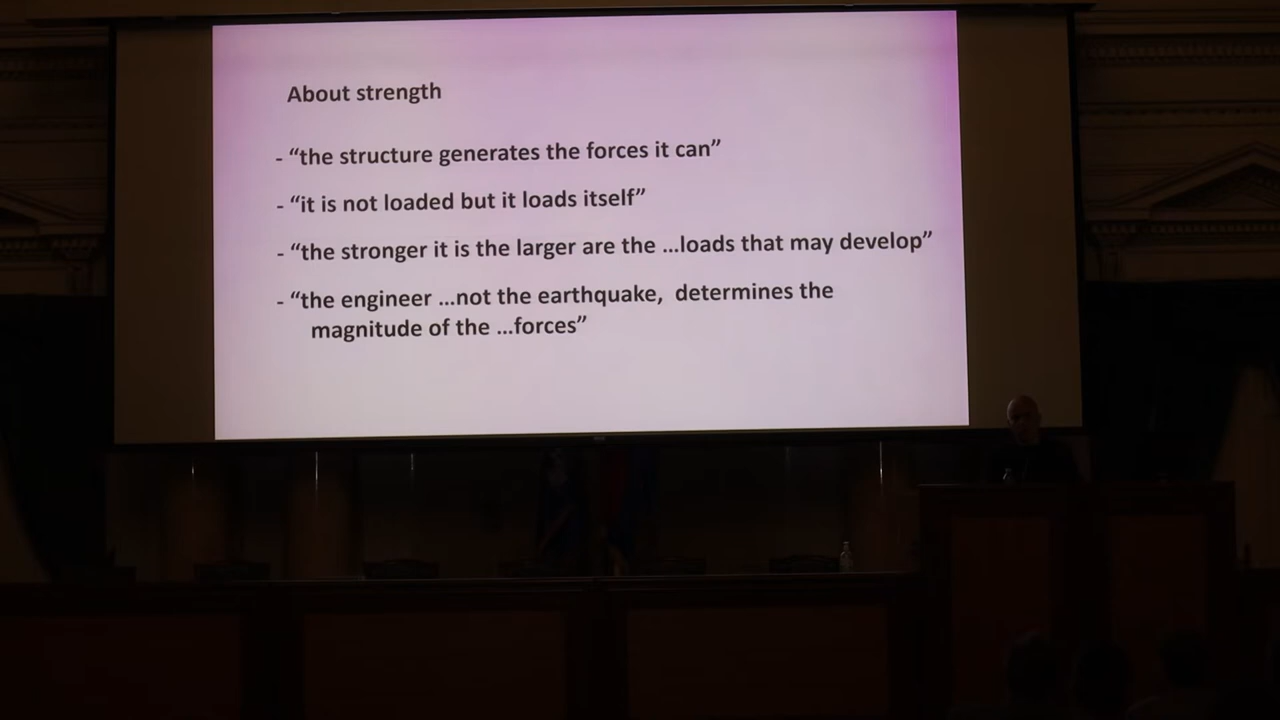 About strength
- “the structure generates the forces it can”
- “it is not loaded but it loads itself”
- “the stronger it is the larger are the ...loads that may develop”
- “the engineer ...not the earthquake, determines the
magnitude of the ...forces”